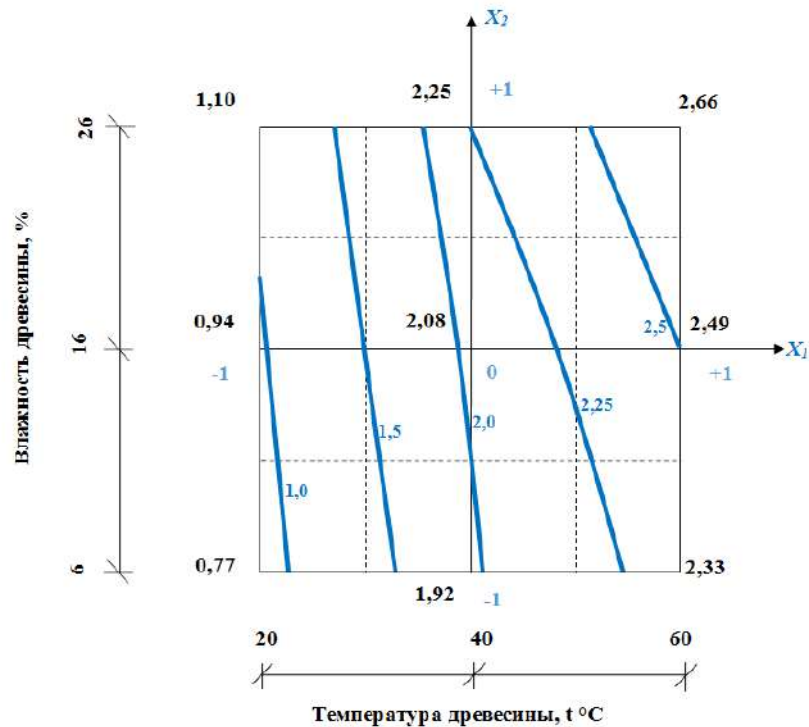 X₂
1,10 2,25 +1 2,66
26
Влажность древесины, %
0,94 2,08 2,5 2,49
16
X₁
-1 0 +1
2,25
2,0
1,5
1,0
6
0,77 2,33
1,92 -1
20 40 60
Температура древесины, t °C